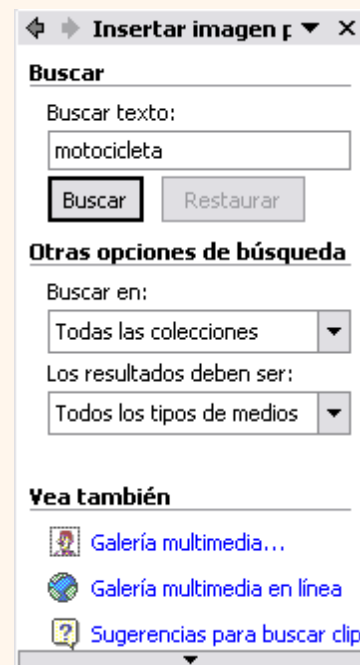 Insertar imagen p
Buscar
Buscar texto:
motocicleta
Buscar Restaurar
Otras opciones de búsqueda
Buscar en:
Todas las colecciones
Los resultados deben ser:
Todos los tipos de medios
Vea también
Galería multimedia...
Galería multimedia en línea
Sugerencias para buscar clip